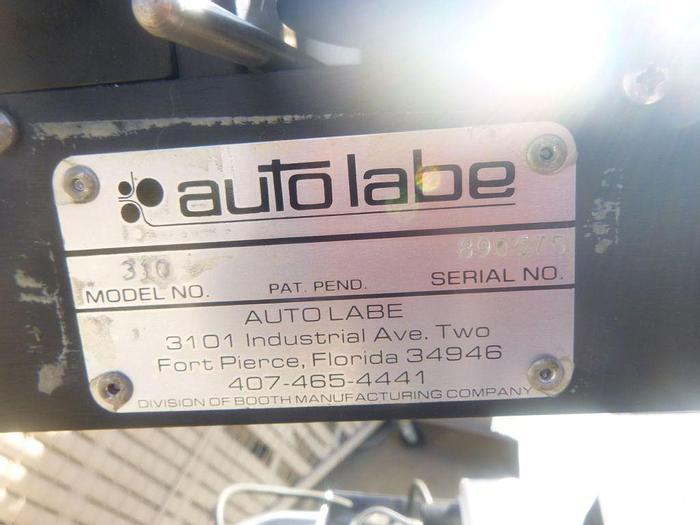 auto labe
310
MODEL NO. PAT. PEND. SERIAL NO.
AUTO LABE
3101 Industrial Ave. Two
Fort Pierce, Florida 34946
407-465-4441
DIVISION OF BOOTH MANUFACTURING COMPANY